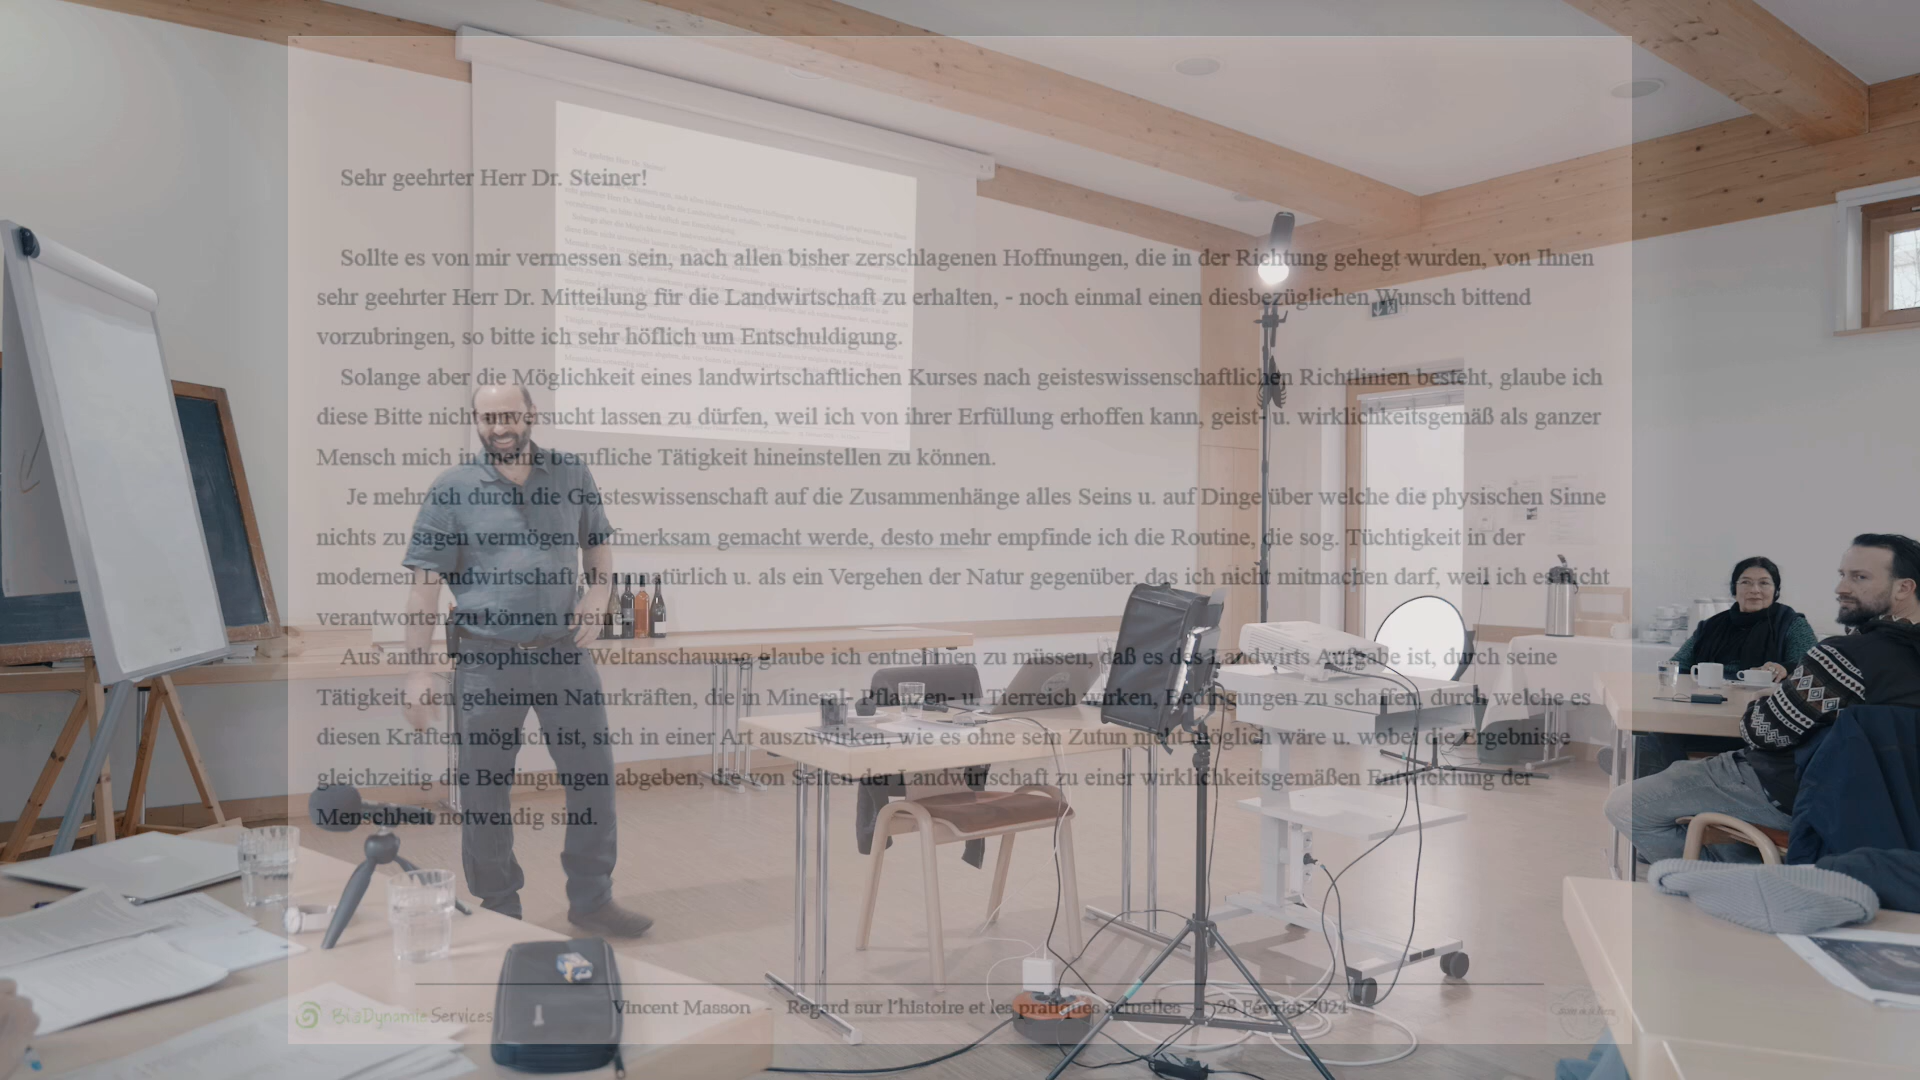 Sehr geehrter Herr Dr. Steiner!
Sollte es von mir vermessen sein, nach allen bisher zerschlagenen Hoffnungen, die in der Richtung gehegt wurden, von Ihnen
sehr geehrter Herr Dr. Mitteilung für die Landwirtschaft zu erhalten, - noch einmal einen diesbezüglichen Wunsch bittend
vorzubringen, so bitte ich sehr höflich um Entschuldigung.
Solange aber die Möglichkeit eines landwirtschaftlichen Kurses nach geisteswissenschaftlichen Richtlinien besteht, glaube ich
diese Bitte nicht unversucht lassen zu dürfen, weil ich von ihrer Erfüllung erhoffen kann, geist- u. wirklichkeitsgemäß als ganzer
Mensch mich in meine berufliche Tätigkeit hineinstellen zu können.
Je mehr ich durch die Geisteswissenschaft auf die Zusammenhänge alles Seins u. auf Dinge über welche die physischen Sinne
nichts zu sagen vermögen, aufmerksam gemacht werde, desto mehr empfinde ich die Routine, die sog. Tüchtigkeit in der
modernen Landwirtschaft als unnatürlich u. als ein Vergehen der Natur gegenüber. das ich nicht mitmachen darf, weil ich es nicht
verantworten zu können meine.
Aus anthroposophischer Weltanschauung glaube ich entnehmen zu müssen, daß es des Landwirts Aufgabe ist, durch seine
Tätigkeit, den geheimen Naturkräften, die in Mineral- Pflanzen- u. Tierreich wirken, Bedingungen zu schaffen, durch welche es
diesen Kräften möglich ist, sich in einer Art auszuwirken, wie es ohne sein Zutun nicht möglich wäre u. wobei die Ergebnisse
gleichzeitig die Bedingungen abgeben, die von Seiten der Landwirtschaft zu einer wirklichkeitsgemäßen Entwicklung der
Menschheit notwendig sind.
BioDynamie Services
Vincent Masson - Regard sur l'histoire et les pratiques actuelles - 28 Février 2024